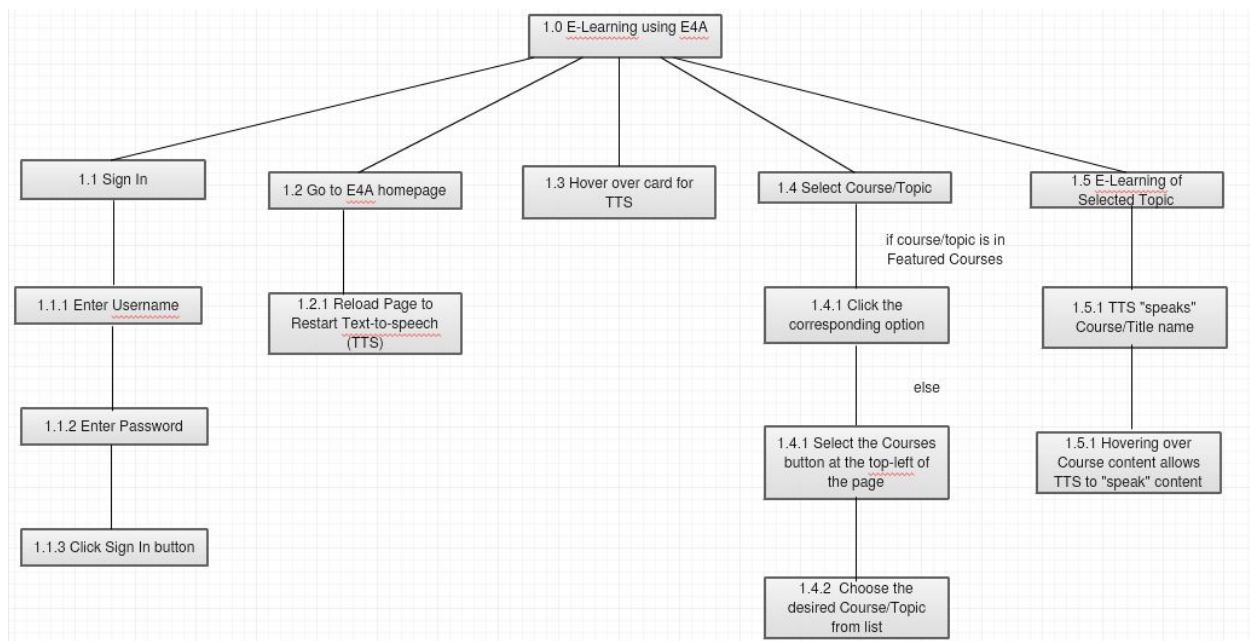 1.0 E-Learning using E4A
1.1 Sign In
1.2 Go to E4A homepage
1.3 Hover over card for
TTS
1.4 Select Course/Topic
1.5 E-Learning of
Selected Topic
if course/topic is in
Featured Courses
1.1.1 Enter Username
1.2.1 Reload Page to
Restart Text-to-speech
(TTS)
1.4.1 Click the
corresponding option
1.5.1 TTS "speaks"
Course/Title name
else
1.1.2 Enter Password
1.4.1 Select the Courses
button at the top-left of
the page
1.5.1 Hovering over
Course content allows
TTS to "speak" content
1.1.3 Click Sign In button
1.4.2 Choose the
desired Course/Topic
from list